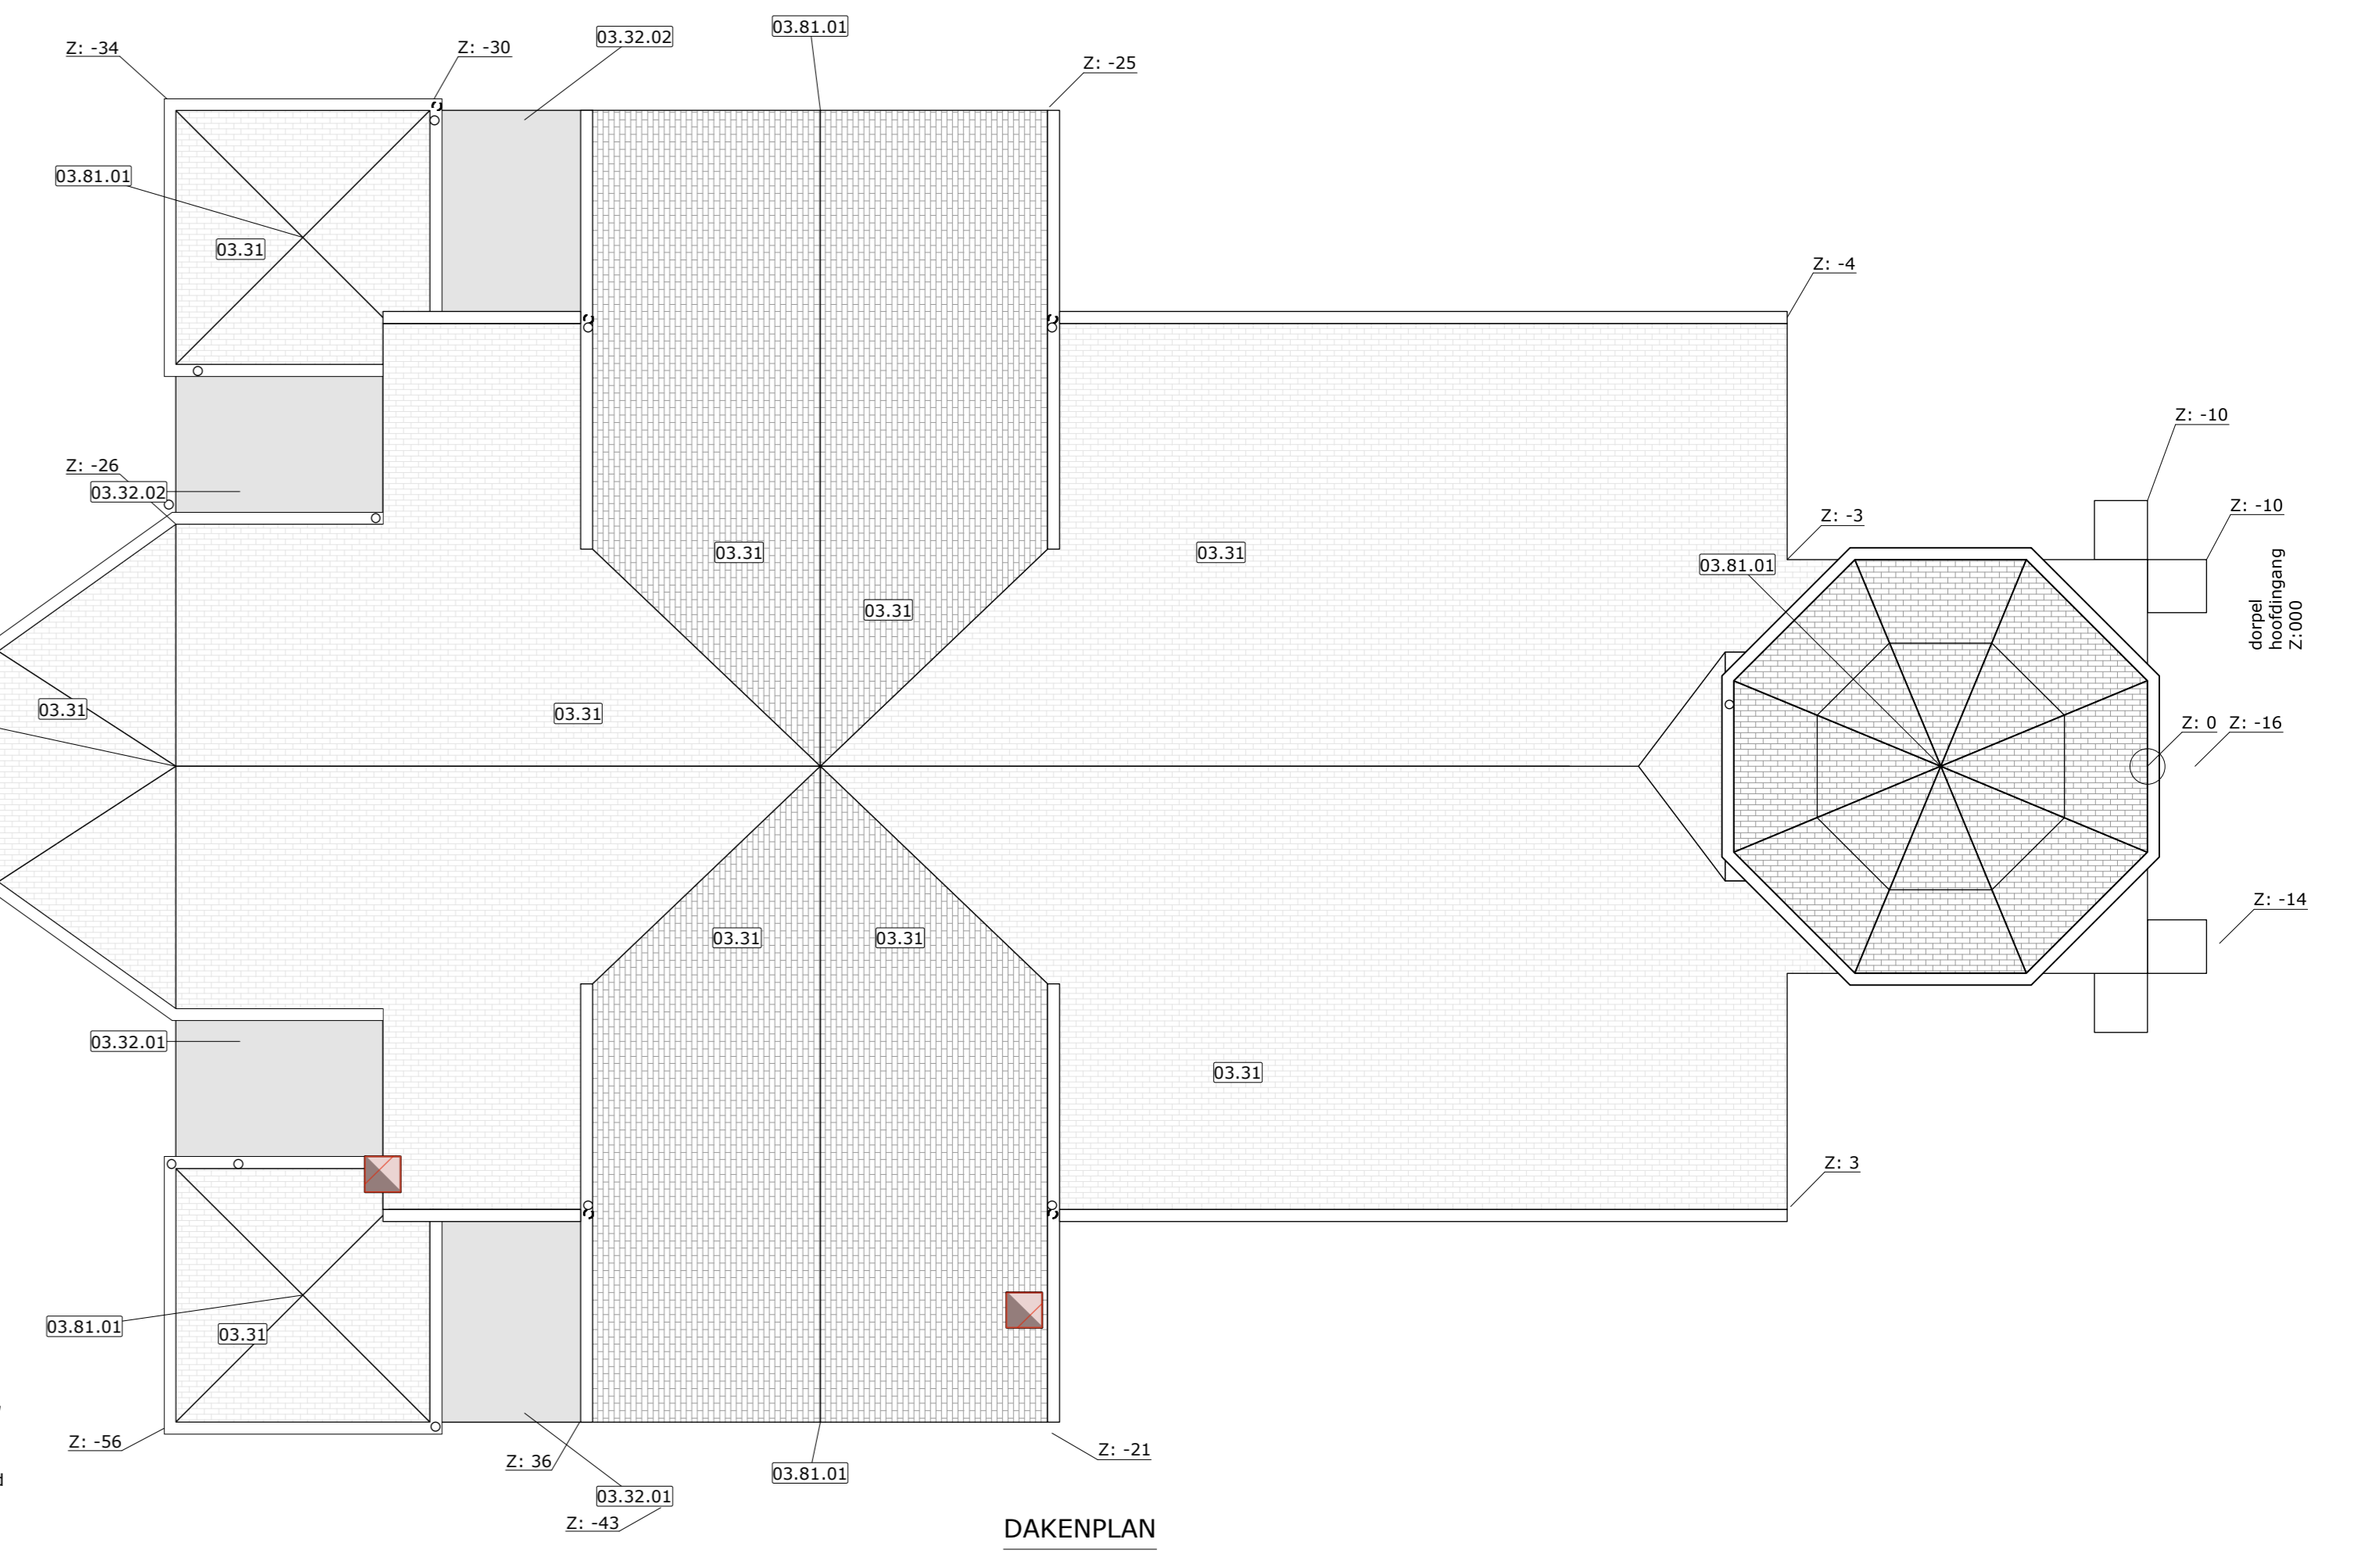 03.81.01
03.32.02
Z: -34
Z: -30
Z: -25
03.81.01
03.31
Z: -4
Z: -10
Z: -26
03.32.02
Z: -10
Z: -3
03.31
03.31
03.81.01
dorpel
hoofdingang
Z:000
03.31
03.31
03.31
Z: 0
Z: -16
Z: -14
03.31
03.31
03.32.01
03.31
Z: 3
03.81.01
03.31
Z: -56
Z: 36
Z: -21
03.81.01
03.32.01
Z: -43
DAKENPLAN